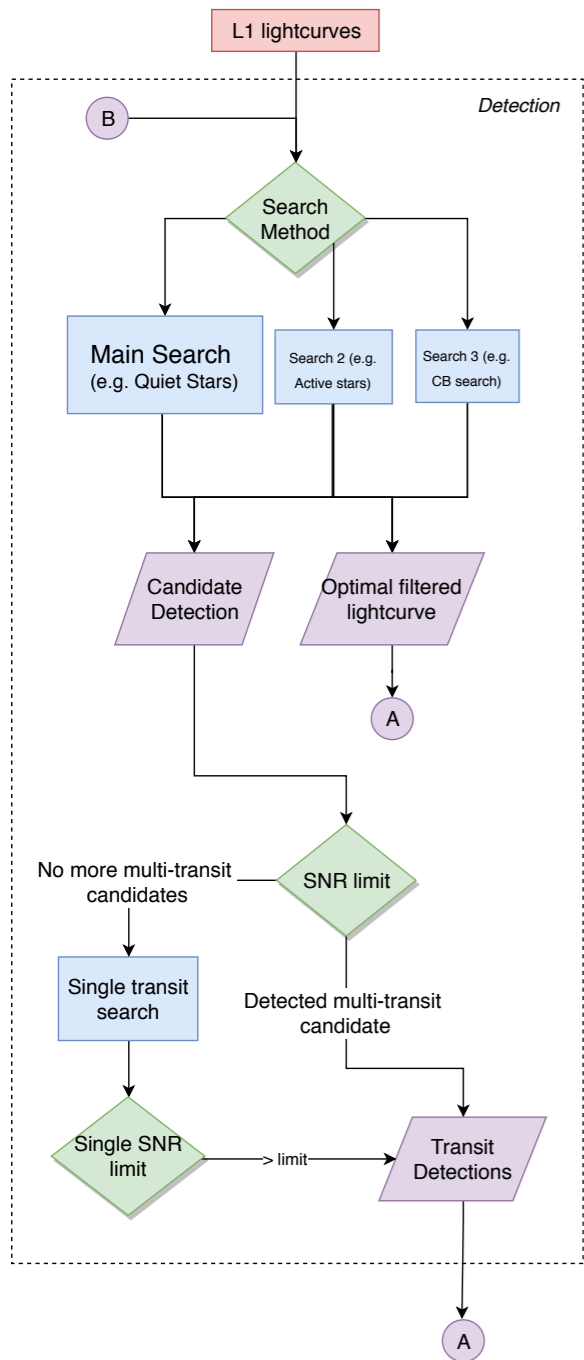 L1 lightcurves
Detection
B
Search
Method
Main Search
(e.g. Quiet Stars)
Search 2 (e.g.
Active stars)
Search 3 (e.g.
CB search)
Candidate
Detection
Optimal filtered
lightcurve
A
No more multi-transit
candidates
SNR limit
Single transit
search
Detected multi-transit
candidate
Single SNR
limit
> limit
Transit
Detections
A